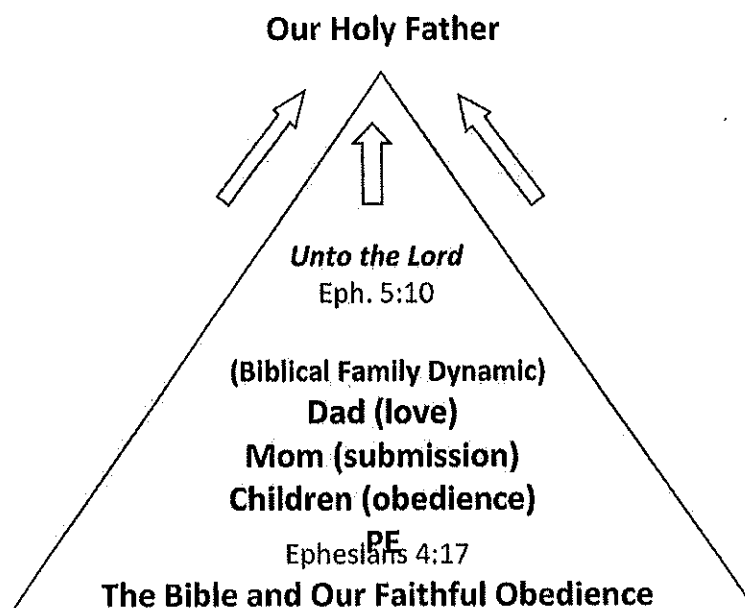 Our Holy Father
Unto the Lord
Eph. 5:10
(Biblical Family Dynamic)
Dad (love)
Mom (submission)
Children (obedience)
PE
Ephesians 4:17
The Bible and Our Faithful Obedience